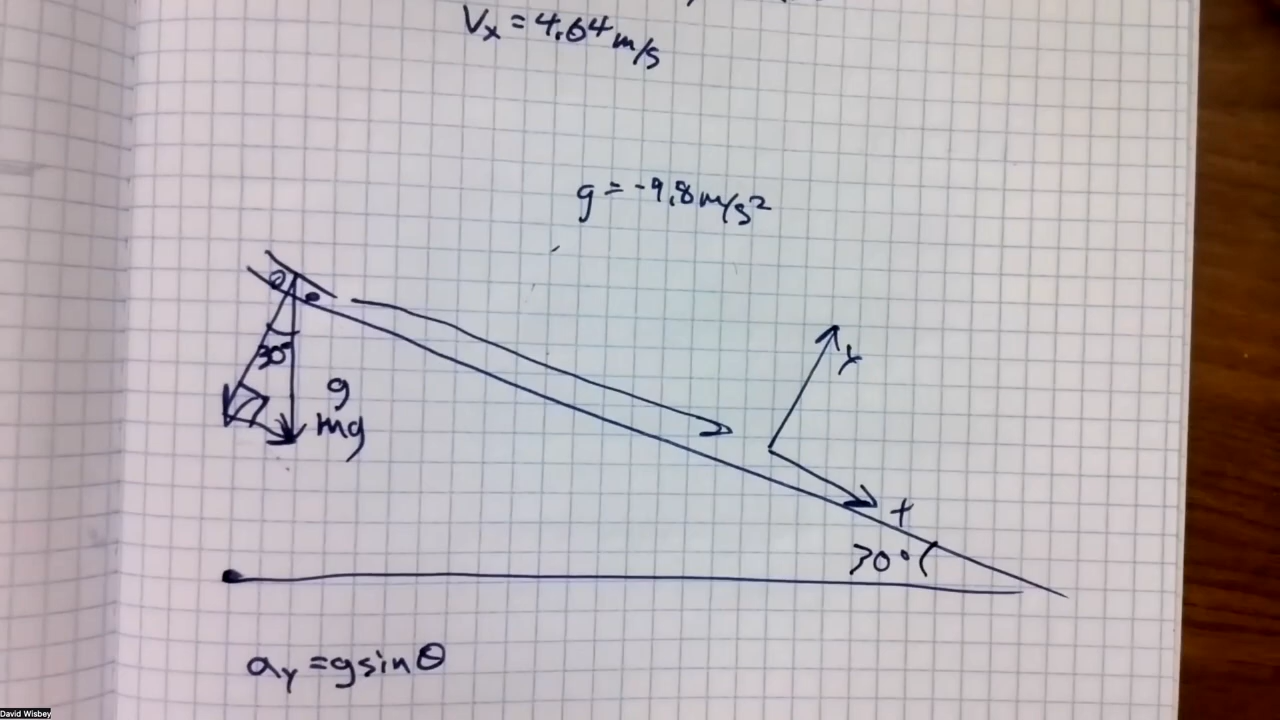 Vx = 4.64 m/s
g = -9.8 m/s²
30°
g
mg
y
+
30°
ay = g sin θ
David Wisbey